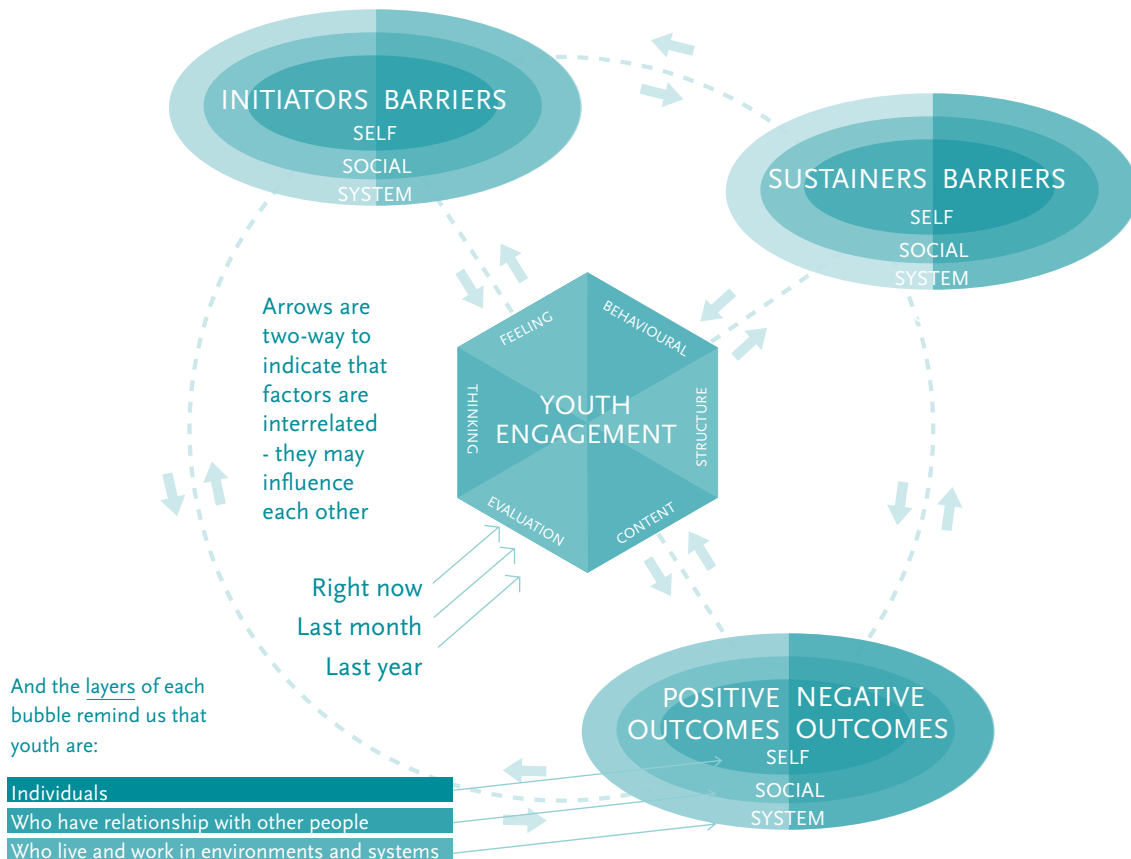 INITIATORS BARRIERS
SELF
SOCIAL
SYSTEM
SUSTAINERS BARRIERS
SELF
SOCIAL
SYSTEM
Arrows are
two-way to
indicate that
factors are
interrelated
- they may
influence
each other
FEELING
BEHAVIOURAL
THINKING
YOUTH
ENGAGEMENT
STRUCTURE
EVALUATION
CONTENT
Right now
Last month
Last year
POSITIVE NEGATIVE
OUTCOMES OUTCOMES
SELF
SOCIAL
SYSTEM
And the layers of each
bubble remind us that
youth are:
Individuals
Who have relationship with other people
Who live and work in environments and systems